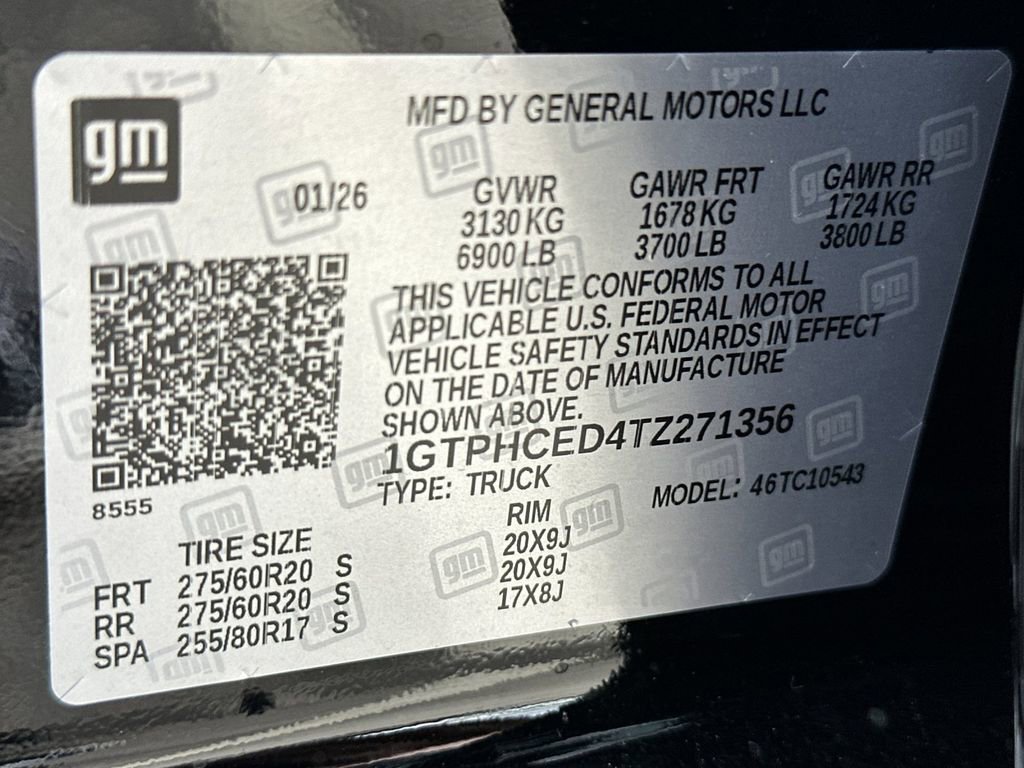 gm
MFD BY GENERAL MOTORS LLC
01/26
GVWR GAWR FRT GAWR RR
3130 KG 1678 KG 1724 KG
6900 LB 3700 LB 3800 LB
THIS VEHICLE CONFORMS TO ALL
APPLICABLE U.S. FEDERAL MOTOR
VEHICLE SAFETY STANDARDS IN EFFECT
ON THE DATE OF MANUFACTURE
SHOWN ABOVE.
1GTPHCED4TZ271356
TYPE: TRUCK MODEL: 46TC10543
8555
TIRE SIZE RIM
FRT 275/60R20 S 20X9J
RR 275/60R20 S 20X9J
SPA 255/80R17 S 17X8J